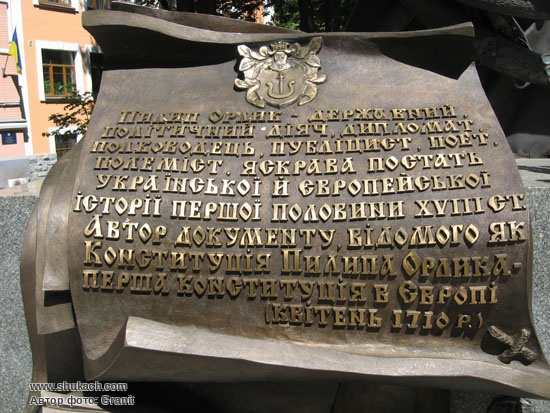 Пилип Орлик - державний
політичний діяч, дипломат,
полководець, публіцист, поет,
полеміст. Яскрава постать
української й європейської
історії першої половини XVIII ст.
Автор документу, відомого як
Конституція Пилипа Орлика-
перша конституція в Європі
(квітень 1710 р.)
www.shukach.com
Автор фото: Granit